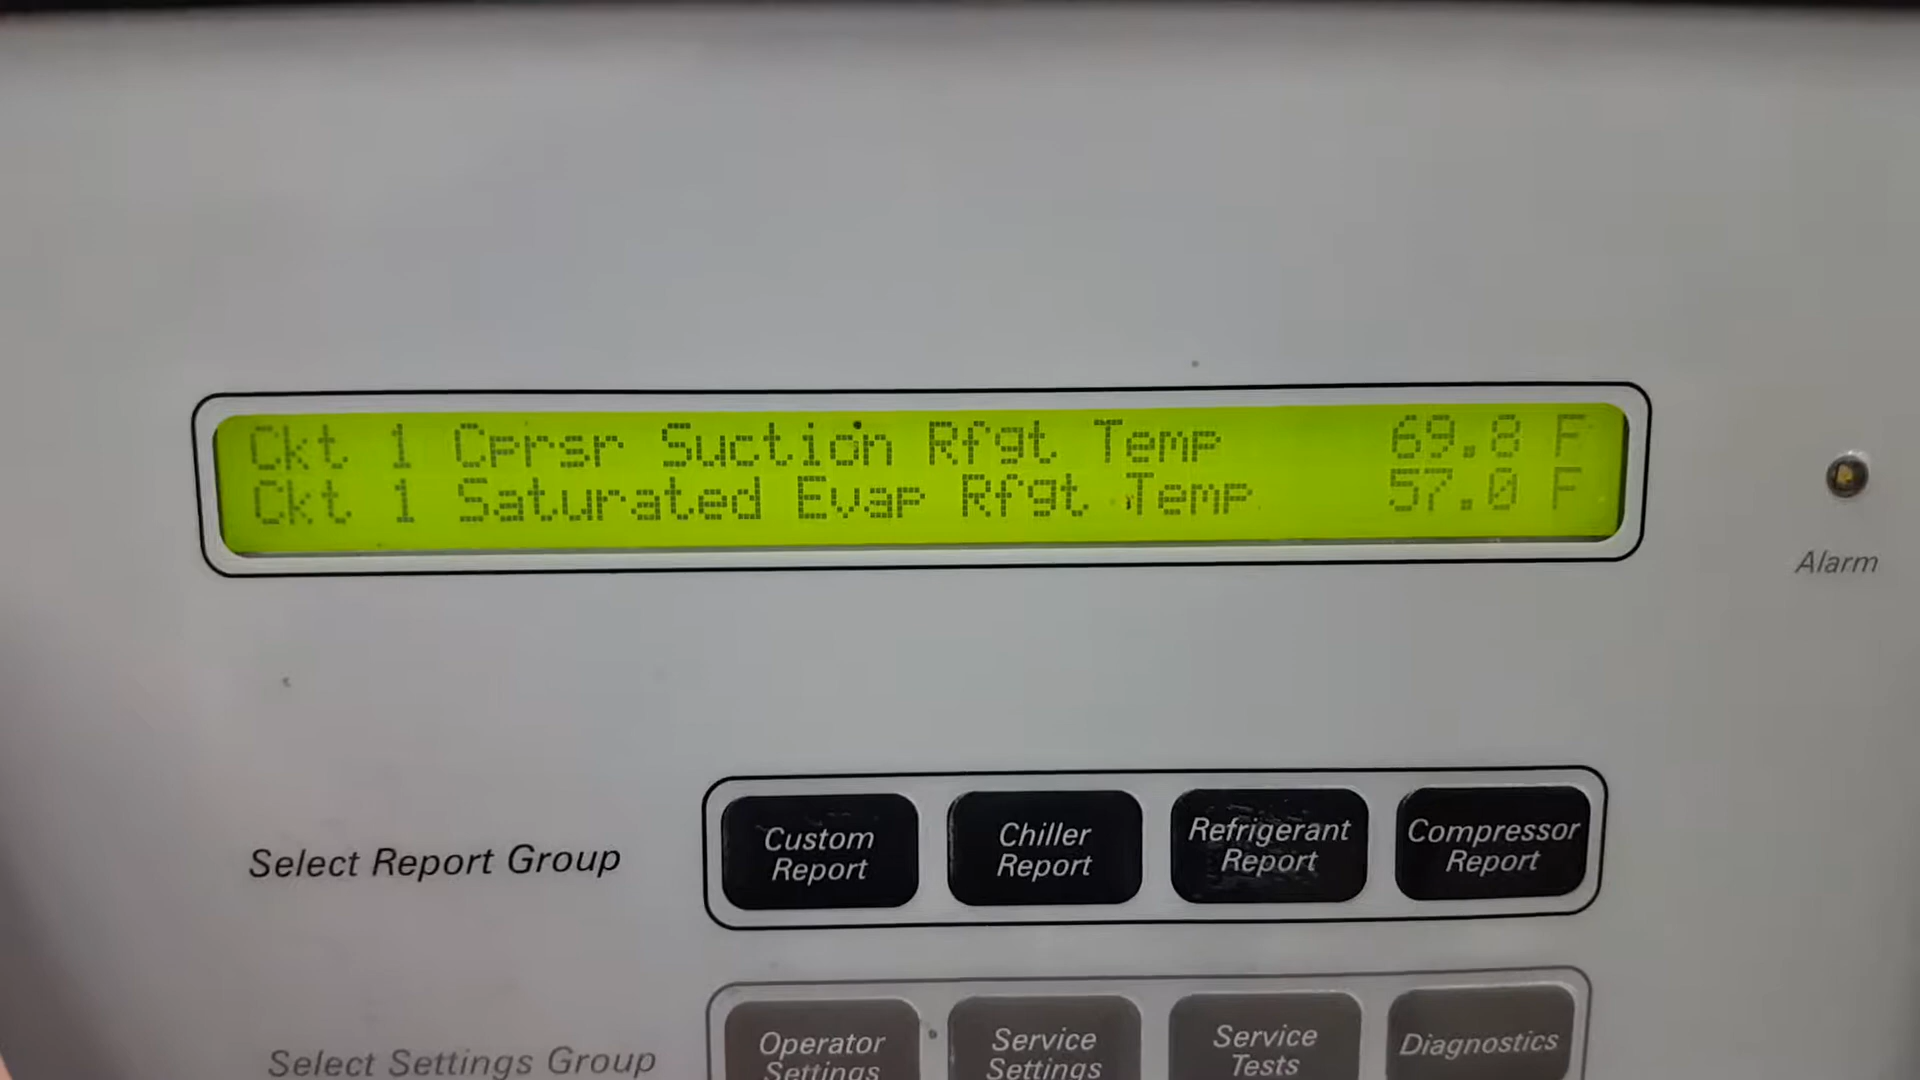 Ckt 1 Cprsr Suction Rfgt Temp 69.8 F
Ckt 1 Saturated Evap Rfgt Temp 57.0 F
Alarm
Select Report Group
Custom
Report
Chiller
Report
Refrigerant
Report
Compressor
Report
Select Settings Group
Operator
Settings
Service
Settings
Service
Tests
Diagnostics